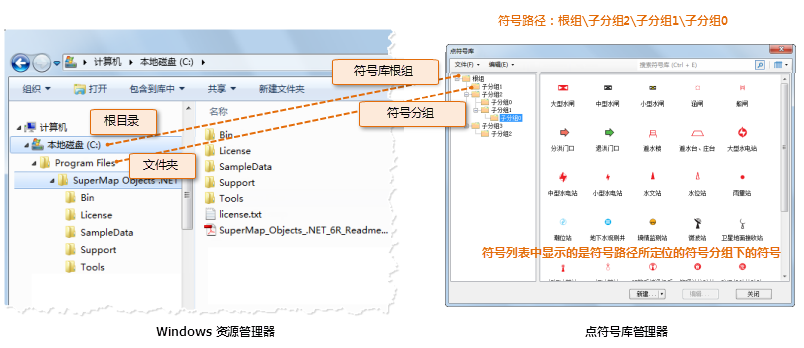 符号路径：根组\子分组2\子分组1\子分组0
计算机 ▸ 本地磁盘 (C:) ▸
组织 打开 包含到库中 共享 新建文件夹
计算机
本地磁盘 (C:)
Program Files
SuperMap Objects .NET
Bin
License
SampleData
Support
Tools
名称
Bin
License
SampleData
Support
Tools
license.txt
SuperMap_Objects_.NET_6R_Readme...
根目录
文件夹
符号库根组
符号分组
点符号库
文件(F) 编辑(E) 搜索符号库 (Ctrl + E)
根组
子分组1
子分组2
子分组0
子分组1
子分组0
子分组3
子分组2
大型水闸 中型水闸 小型水闸 涵闸 船闸
分洪门口 退洪门口 蓄水楼 蓄水台、庄台 大型水电站
中型水电站 小型水电站 水文站 水位站 雨量站
潮位站 地下水观测井 墒情监测站 测波站 卫星地面接收站
符号列表中显示的是符号路径所定位的符号分组下的符号
新建... 编辑 关闭
Windows 资源管理器
点符号库管理器